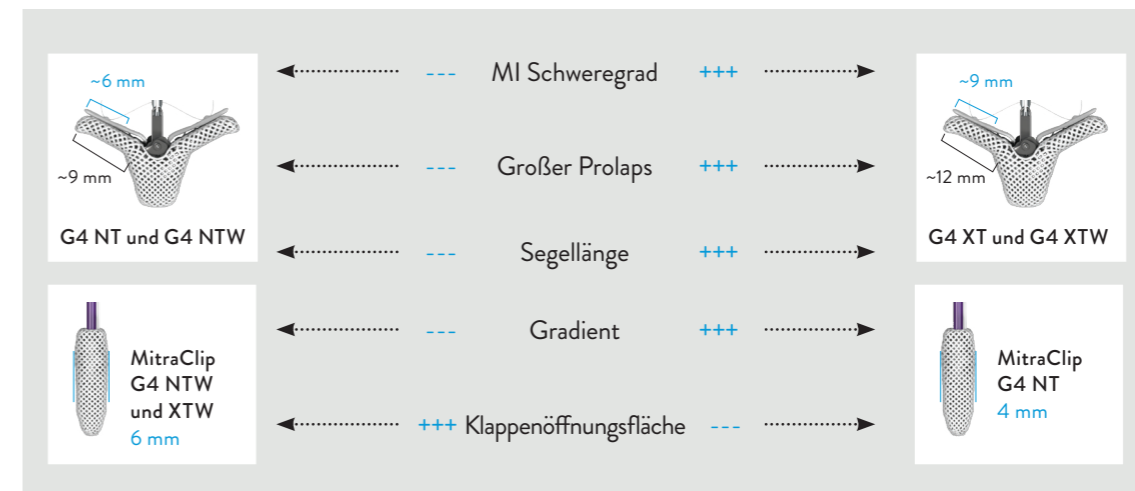 ~6 mm
~9 mm
G4 NT und G4 NTW
--- MI Schweregrad +++
--- Großer Prolaps +++
--- Segellänge +++
--- Gradient +++
+++ Klappenöffnungsfläche ---
~9 mm
~12 mm
G4 XT und G4 XTW
MitraClip
G4 NTW
und XTW
6 mm
MitraClip
G4 NT
4 mm